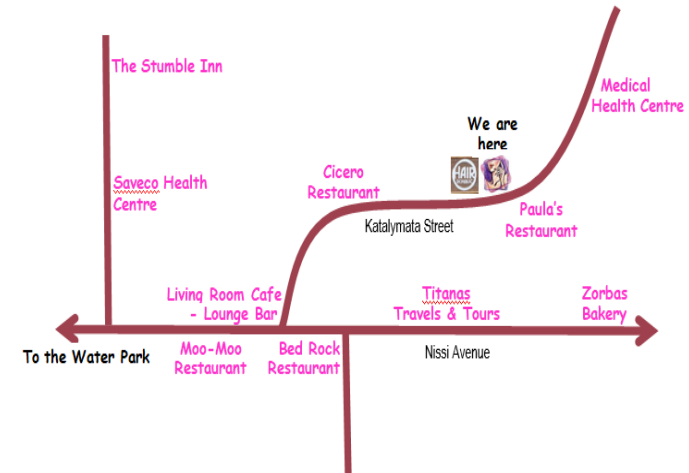 The Stumble Inn
Medical
Health Centre
We are
here
HAIR
Cicero
Restaurant
Saveco Health
Centre
Paula's
Restaurant
Katalymata Street
Living Room Cafe
- Lounge Bar
Titanas
Travels & Tours
Zorbas
Bakery
To the Water Park
Moo-Moo
Restaurant
Bed Rock
Restaurant
Nissi Avenue